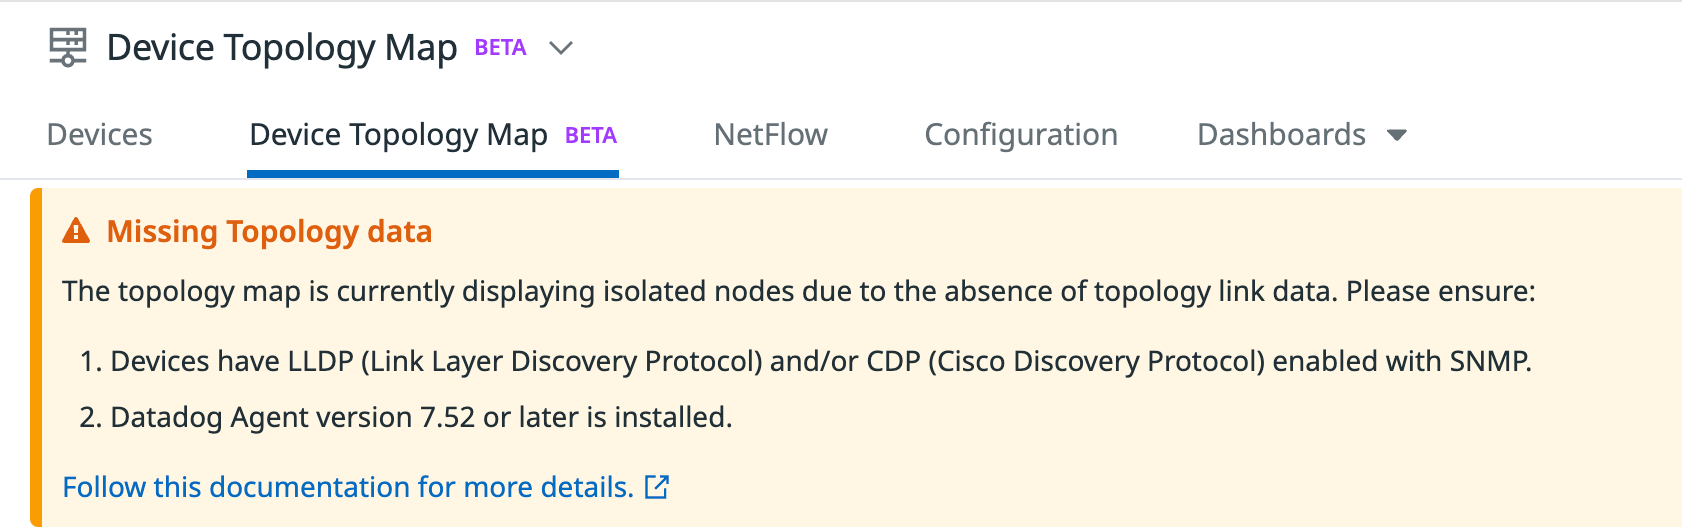 Device Topology Map BETA
Devices Device Topology Map BETA NetFlow Configuration Dashboards
Missing Topology data
The topology map is currently displaying isolated nodes due to the absence of topology link data. Please ensure:
1. Devices have LLDP (Link Layer Discovery Protocol) and/or CDP (Cisco Discovery Protocol) enabled with SNMP.
2. Datadog Agent version 7.52 or later is installed.
Follow this documentation for more details.